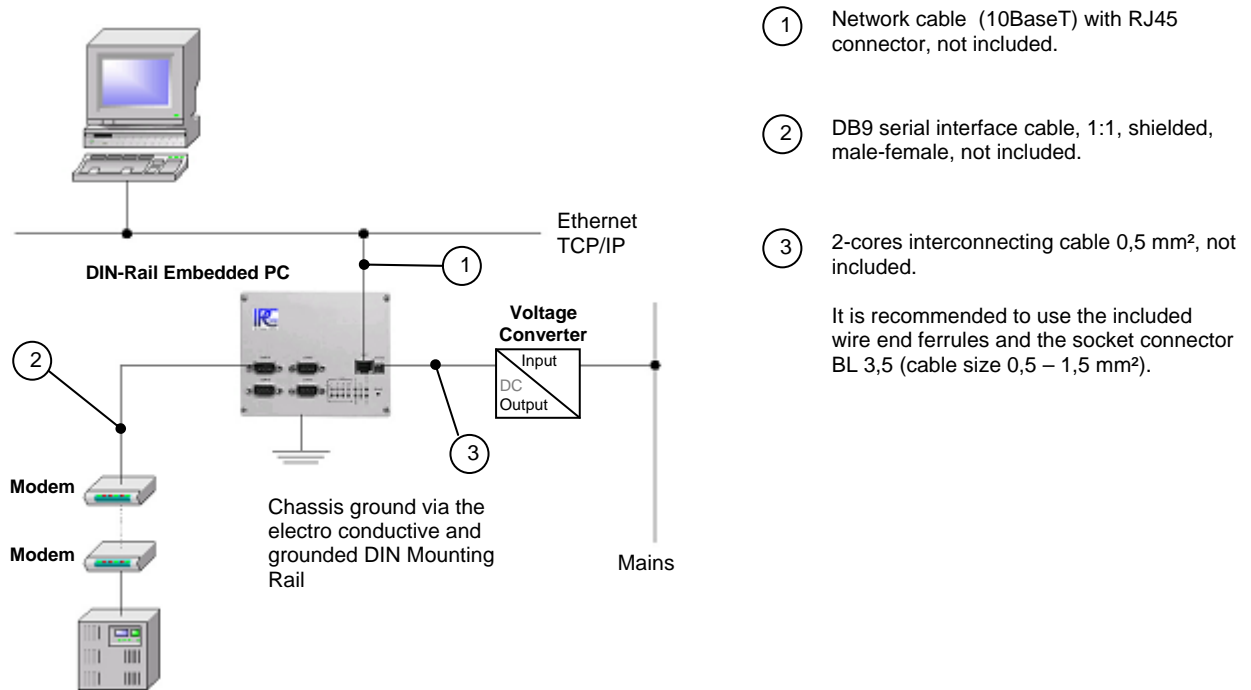 Ethernet
TCP/IP
1
DIN-Rail Embedded PC
IPC
Voltage
Converter
Input
DC
Output
2
3
Modem
Modem
Chassis ground via the
electro conductive and
grounded DIN Mounting
Rail
Mains
1
Network cable  (10BaseT) with RJ45
connector, not included.
2
DB9 serial interface cable, 1:1, shielded,
male-female, not included.
3
2-cores interconnecting cable 0,5 mm², not
included.
It is recommended to use the included
wire end ferrules and the socket connector
BL 3,5 (cable size 0,5 – 1,5 mm²).